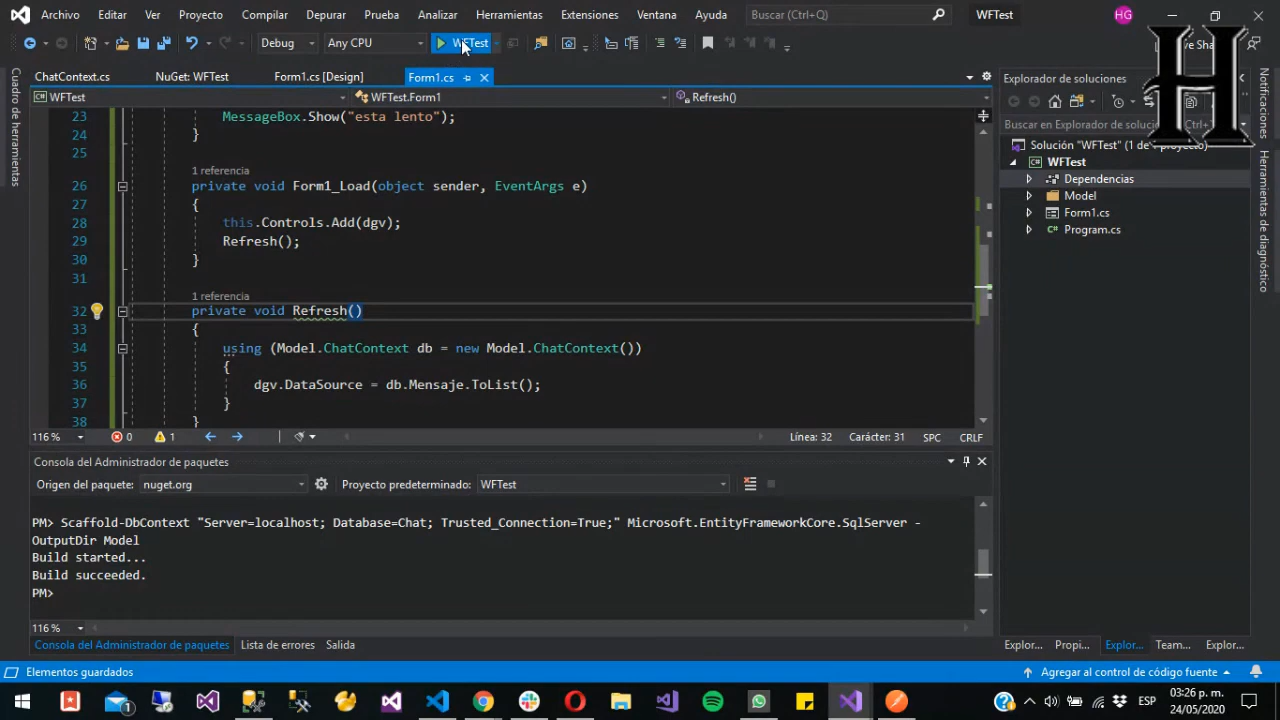 Archivo Editar Ver Proyecto Compilar Depurar Prueba Analizar Herramientas Extensiones Ventana Ayuda Buscar (Ctrl+Q) WFTest HG
Debug Any CPU WFTest
ChatContext.cs NuGet: WFTest Form1.cs [Design] Form1.cs
WFTest WFTest.Form1 Refresh()
23 MessageBox.Show("esta lento");
24 }
25
1 referencia
26 private void Form1_Load(object sender, EventArgs e)
27 {
28 this.Controls.Add(dgv);
29 Refresh();
30 }
31
1 referencia
32 private void Refresh()
33 {
34 using (Model.ChatContext db = new Model.ChatContext())
35 {
36 dgv.DataSource = db.Mensaje.ToList();
37 }
38 }
116 % 0 1 Línea: 32 Carácter: 31 SPC CRLF
Consola del Administrador de paquetes
Origen del paquete: nuget.org Proyecto predeterminado: WFTest
PM> Scaffold-DbContext "Server=localhost; Database=Chat; Trusted_Connection=True;" Microsoft.EntityFrameworkCore.SqlServer -
OutputDir Model
Build started...
Build succeeded.
PM>
116 %
Consola del Administrador de paquetes Lista de errores Salida
Elementos guardados Agregar al control de código fuente
Cuadro de herramientas
Explorador de soluciones
Buscar en Explorador de
Solución "WFTest" (1 de
WFTest
Dependencias
Model
Form1.cs
Program.cs
Explor... Propi... Explor... Team... Explor...
Notificaciones
Herramientas de diagnóstico
H
1
ESP
03:26 p. m.
24/05/2020